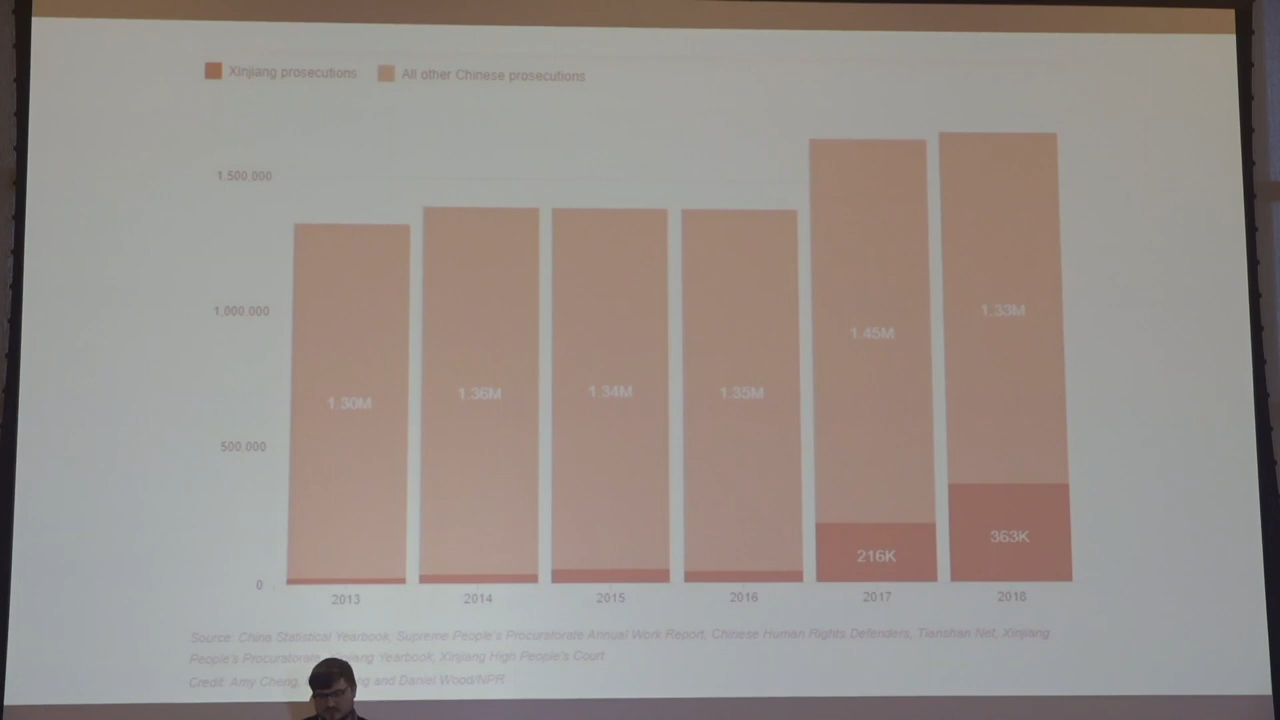 Xinjiang prosecutions All other Chinese prosecutions
1,500,000
1,000,000
500,000
0
1.30M 1.36M 1.34M 1.35M 1.45M 1.33M
216K 363K
2013 2014 2015 2016 2017 2018
Source: China Statistical Yearbook, Supreme People's Procuratorate Annual Work Report, Chinese Human Rights Defenders, Tianshan Net, Xinjiang
People's Procuratorate, Yearbook, Xinjiang High People's Court
Credit: Amy Cheng, and Daniel Wood/NPR